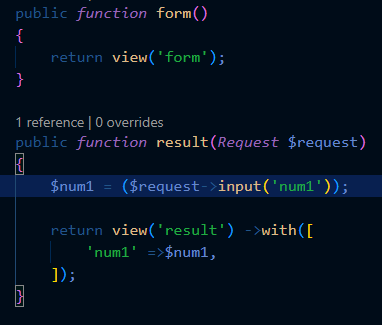 public function form()
{
    return view('form');
}
1 reference | 0 overrides
public function result(Request $request)
{
    $num1 = ($request->input('num1'));
    return view('result') ->with([
        'num1' =>$num1,
    ]);
}